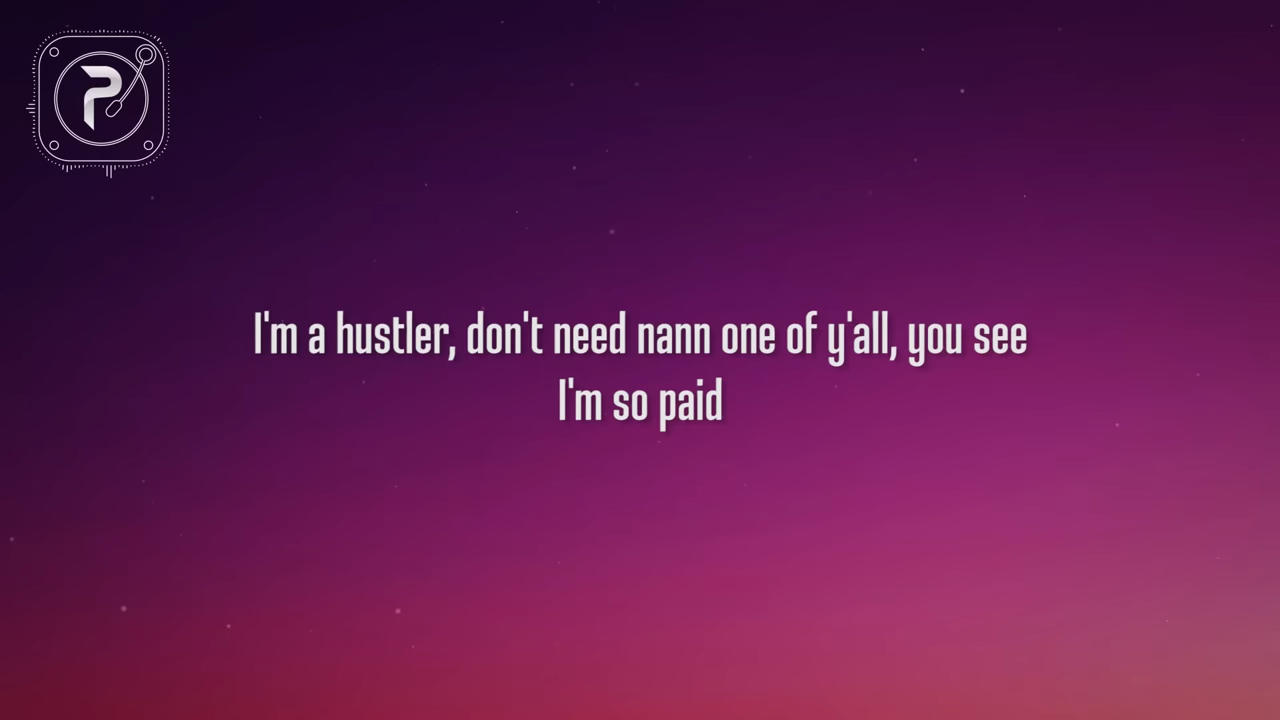 P
I'm a hustler, don't need nann one of y'all, you see
I'm so paid